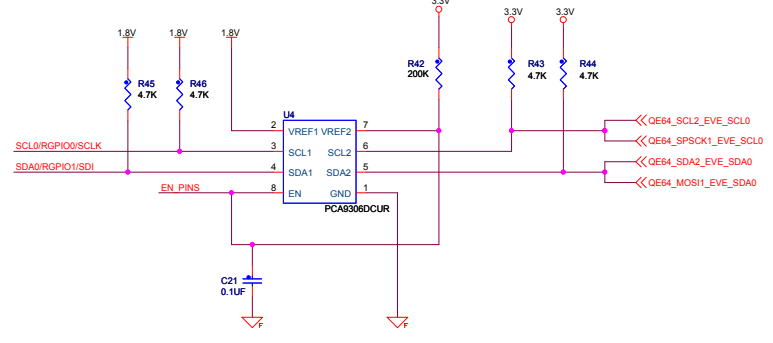 3.3V
3.3V 3.3V
1.8V 1.8V 1.8V
R42
200K
R43
4.7K
R44
4.7K
R45
4.7K
R46
4.7K
U4
2 VREF1 VREF2 7
3 SCL1 SCL2 6
4 SDA1 SDA2 5
8 EN GND 1
PCA9306DCUR
SCL0/RGPIO0/SCLK
SDA0/RGPIO1/SDI
EN_PINS
QE64_SCL2_EVE_SCL0
QE64_SPSCK1_EVE_SCL0
QE64_SDA2_EVE_SDA0
QE64_MOSI1_EVE_SDA0
C21
0.1UF
F F